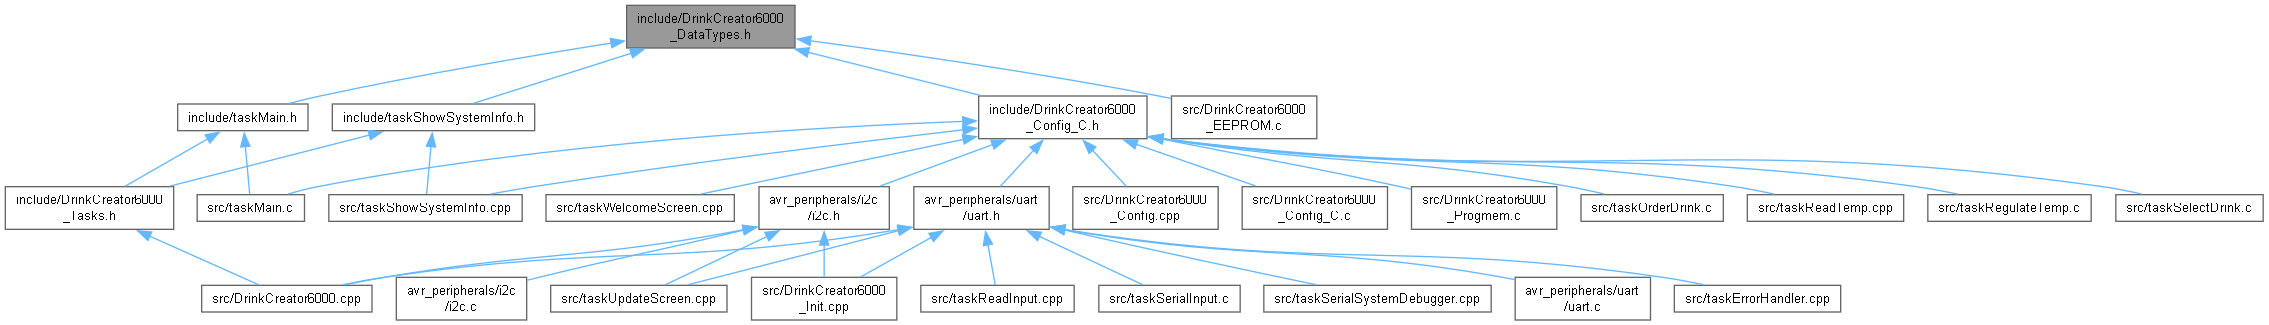 include/DrinkCreator6000
_DataTypes.h
include/taskMain.h
include/taskShowSystemInfo.h
include/DrinkCreator6000
_Config_C.h
src/DrinkCreator6000
_EEPROM.c
include/DrinkCreator6000
_Tasks.h
src/taskMain.c
src/taskShowSystemInfo.cpp
src/taskWelcomeScreen.cpp
avr_peripherals/i2c
/i2c.h
avr_peripherals/uart
/uart.h
src/DrinkCreator6000
_Config.cpp
src/DrinkCreator6000
_Config_C.c
src/DrinkCreator6000
_Progmem.c
src/taskOrderDrink.c
src/taskReadTemp.cpp
src/taskRegulateTemp.c
src/taskSelectDrink.c
src/DrinkCreator6000.cpp
avr_peripherals/i2c
/i2c.c
src/taskUpdateScreen.cpp
src/DrinkCreator6000
_Init.cpp
src/taskReadInput.cpp
src/taskSerialInput.c
src/taskSerialSystemDebugger.cpp
avr_peripherals/uart
/uart.c
src/taskErrorHandler.cpp